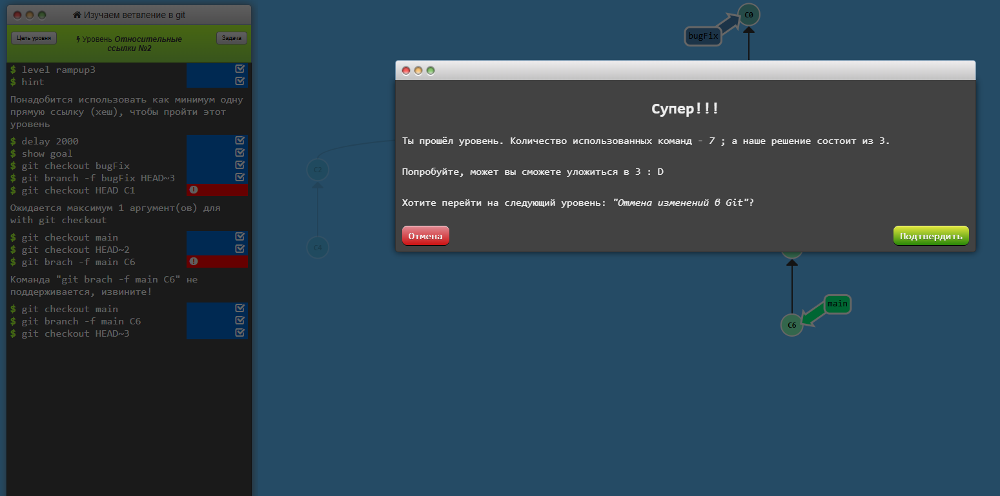 Изучаем ветвление в git
Цель уровня
Уровень Относительные
ссылки №2
Задача
$ level rampup3
$ hint
Понадобится использовать как минимум одну
прямую ссылку (хеш), чтобы пройти этот
уровень
$ delay 2000
$ show goal
$ git checkout bugFix
$ git branch -f bugFix HEAD~3
$ git checkout HEAD C1
Ожидается максимум 1 аргумент(ов) для
with git checkout
$ git checkout main
$ git checkout HEAD~2
$ git brach -f main C6
Команда "git brach -f main C6" не
поддерживается, извините!
$ git checkout main
$ git branch -f main C6
$ git checkout HEAD~3
C0
bugFix
C2
C4
Супер!!!
Ты прошёл уровень. Количество использованных команд - 7 ; а наше решение состоит из 3.
Попробуйте, может вы сможете уложиться в 3 : D
Хотите перейти на следующий уровень: "Отмена изменений в Git"?
Отмена
Подтвердить
main
C6